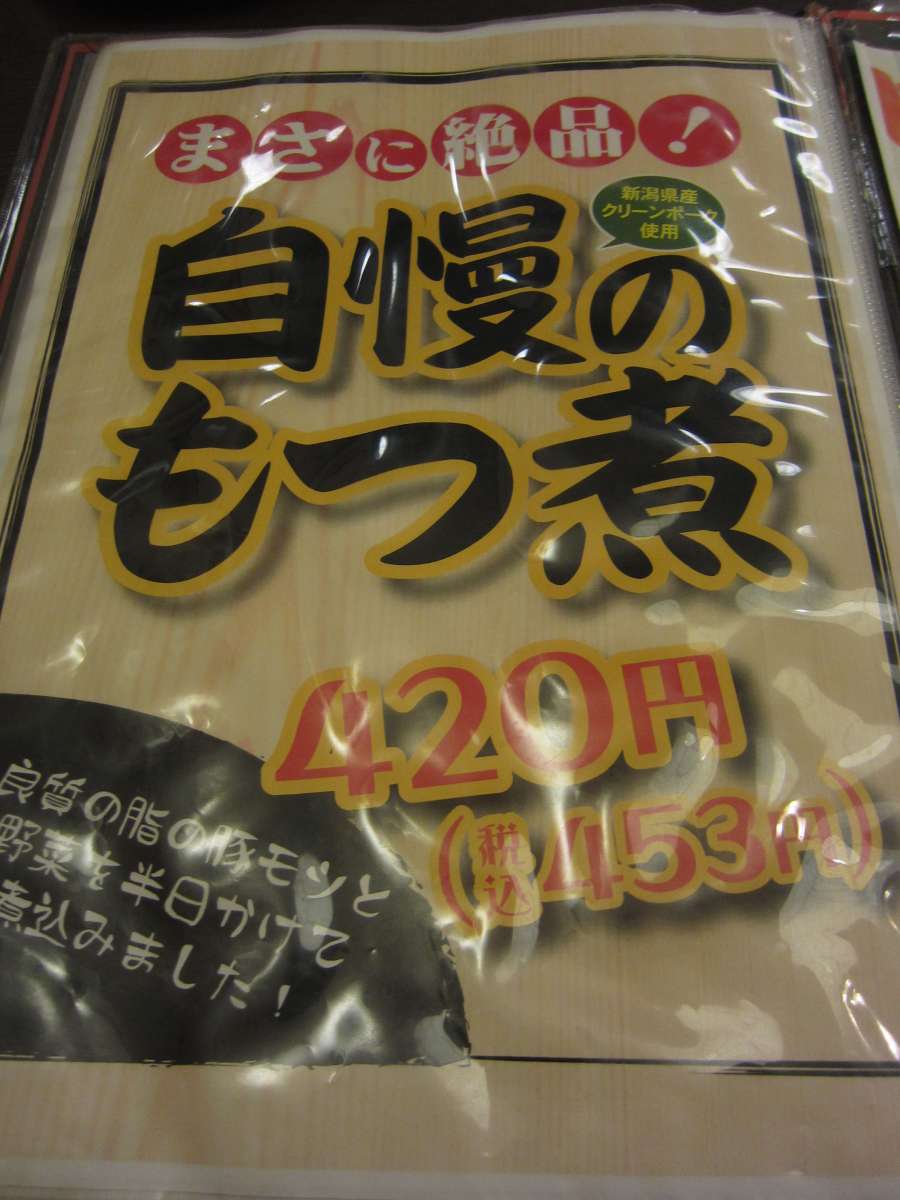 まさに絶品!
新潟県産
クリーンポーク
使用
自慢の
もつ煮
420円
(税込453円)
良質の脂の豚モツと
野菜を半日かけて
煮込みました!